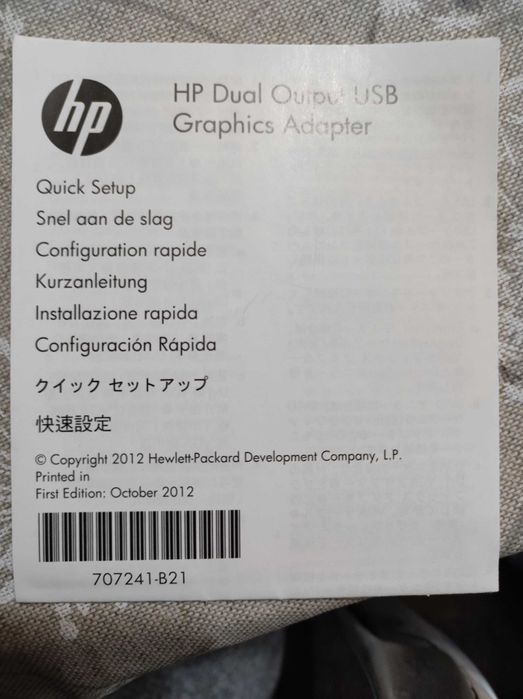 hp
HP Dual Output USB
Graphics Adapter
Quick Setup
Snel aan de slag
Configuration rapide
Kurzanleitung
Installazione rapida
Configuración Rápida
クイック セットアップ
快速設定
© Copyright 2012 Hewlett-Packard Development Company, L.P.
Printed in
First Edition: October 2012
707241-B21